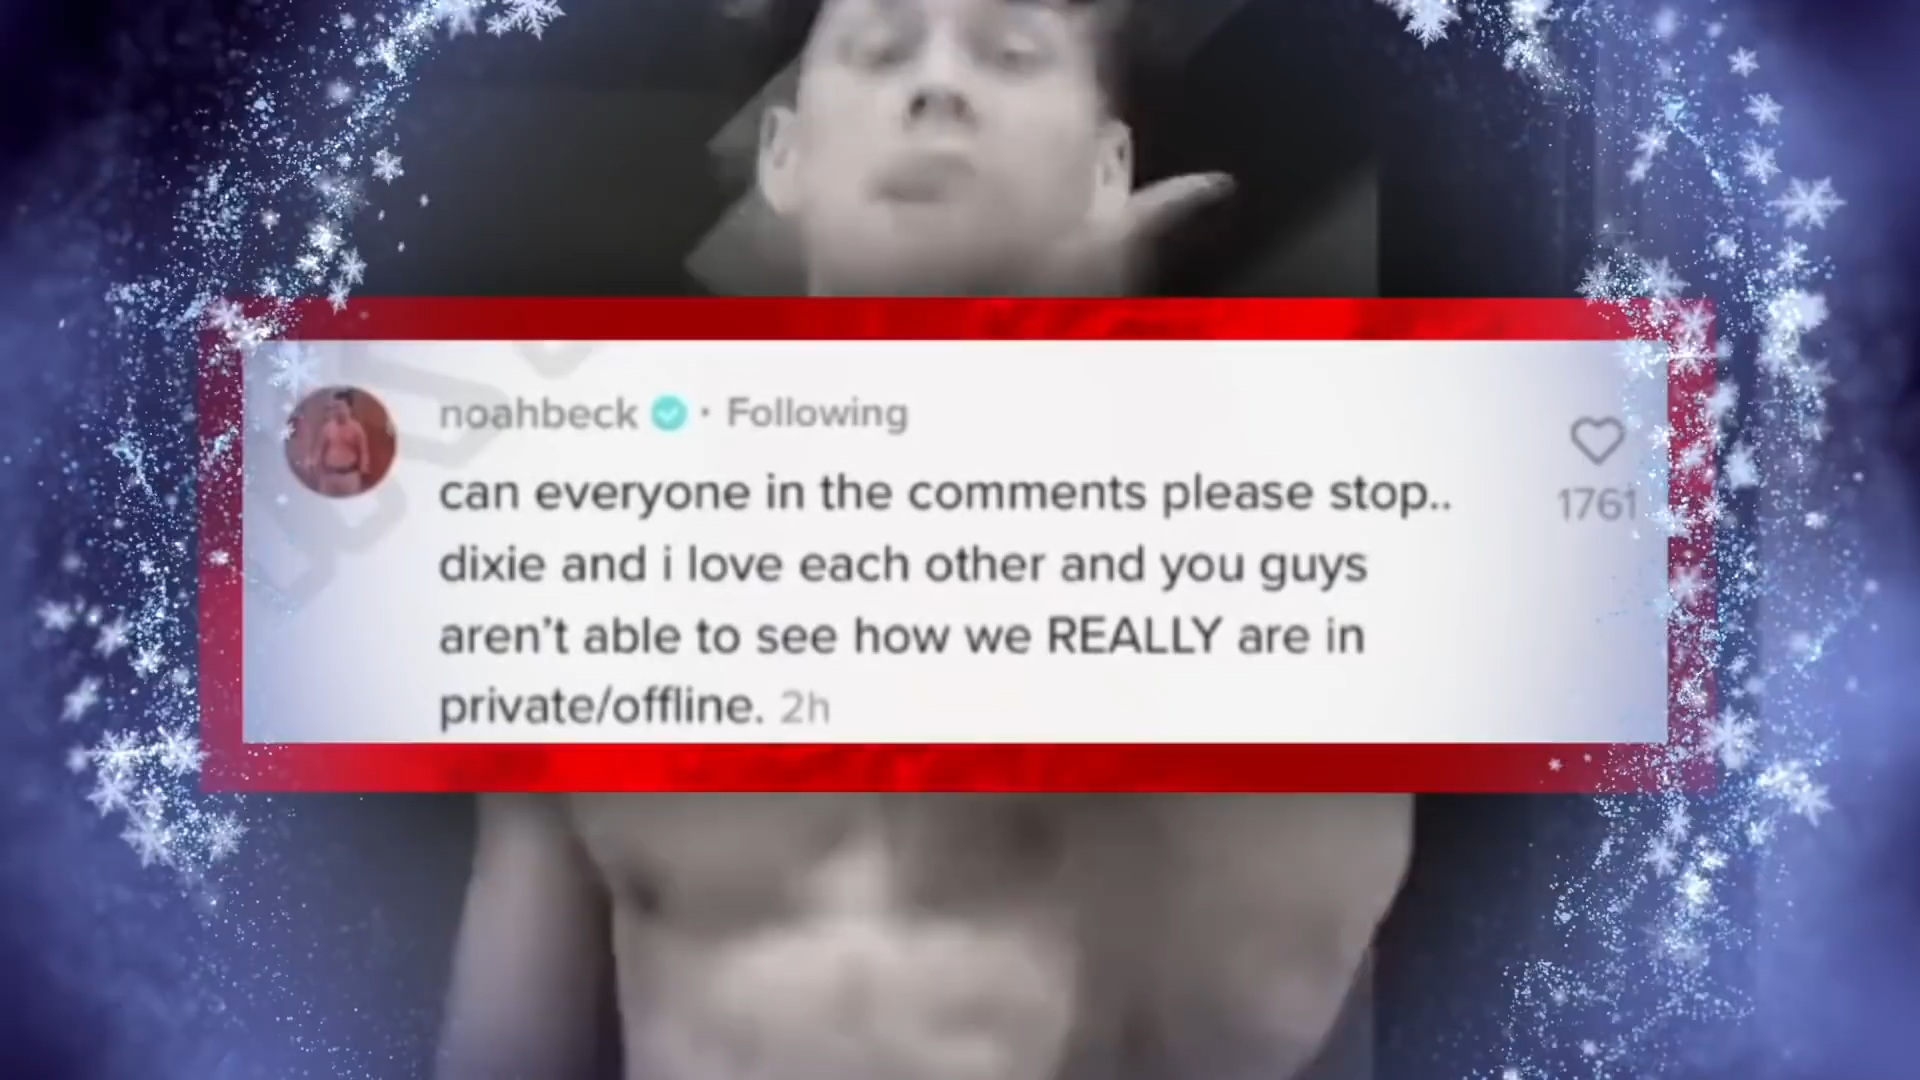 noahbeck · Following
can everyone in the comments please stop..
dixie and i love each other and you guys
aren't able to see how we REALLY are in
private/offline. 2h
1761